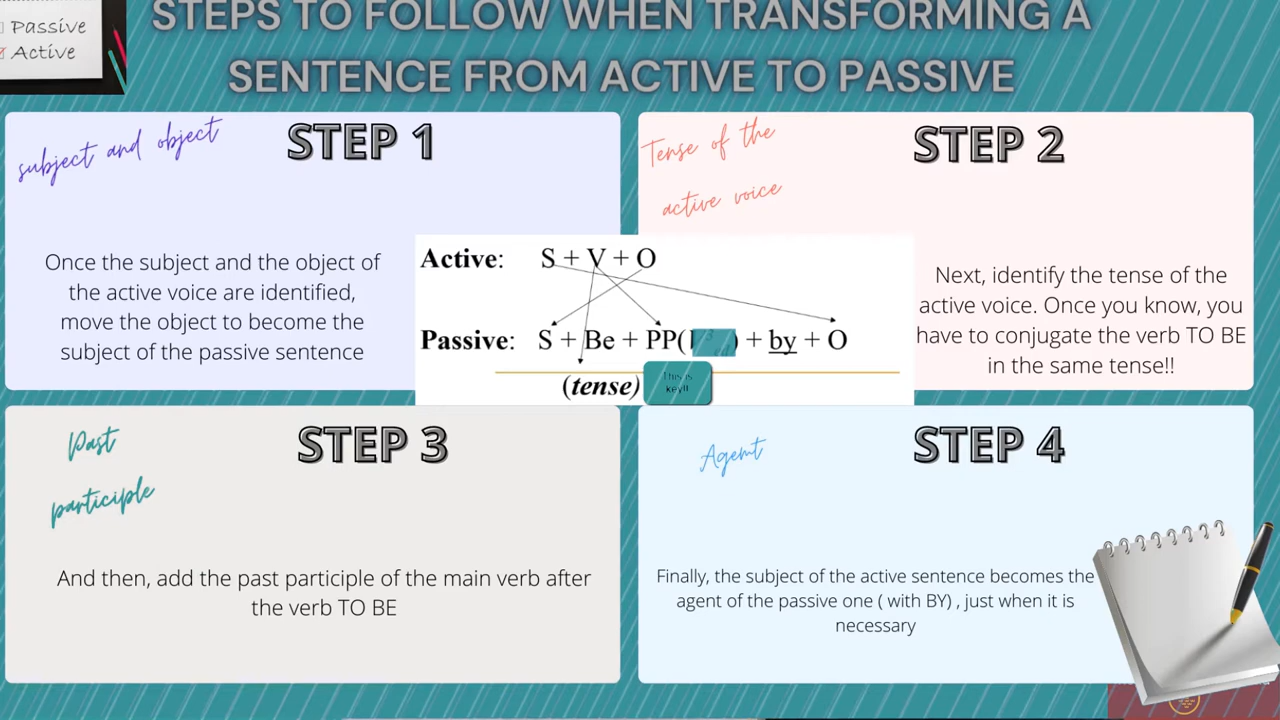 Passive
Active
STEPS TO FOLLOW WHEN TRANSFORMING A
SENTENCE FROM ACTIVE TO PASSIVE
subject and object
STEP 1
Once the subject and the object of
the active voice are identified,
move the object to become the
subject of the passive sentence
Tense of the
active voice
STEP 2
Next, identify the tense of the
active voice. Once you know, you
have to conjugate the verb TO BE
in the same tense!!
Active: S + V + O
Passive: S + Be + PP( ) + by + O
(tense)
This is
key!!
Past
participle
STEP 3
And then, add the past participle of the main verb after
the verb TO BE
Agemt
STEP 4
Finally, the subject of the active sentence becomes the
agent of the passive one ( with BY) , just when it is
necessary